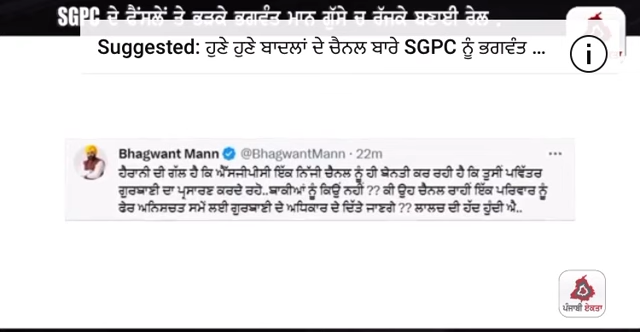 SGPC ਦੇ ਫੈਂਸਲੇਂ ਤੇ ਭੜਕੇ ਭਗਵੰਤ ਮਾਨ ਗੁੱਸੇ ਚ ਰੱਜਕੇ ਬਣਾਈ ਰੇਲ .
Suggested: ਹੁਣੇ ਹੁਣੇ ਬਾਦਲਾਂ ਦੇ ਚੈਨਲ ਬਾਰੇ SGPC ਨੂੰ ਭਗਵੰਤ ...
Bhagwant Mann @BhagwantMann · 22m
ਹੈਰਾਨੀ ਦੀ ਗੱਲ ਹੈ ਕਿ ਐੱਸਜੀਪੀਸੀ ਇੱਕ ਨਿੱਜੀ ਚੈਨਲ ਨੂੰ ਹੀ ਬੇਨਤੀ ਕਰ ਰਹੀ ਹੈ ਕਿ ਤੁਸੀਂ ਪਵਿੱਤਰ
ਗੁਰਬਾਣੀ ਦਾ ਪ੍ਰਸਾਰਣ ਕਰਦੇ ਰਹੋ..ਬਾਕੀਆਂ ਨੂੰ ਕਿਉਂ ਨਹੀਂ ?? ਕੀ ਉਹ ਚੈਨਲ ਰਾਹੀਂ ਇੱਕ ਪਰਿਵਾਰ ਨੂੰ
ਫੇਰ ਅਨਿਸ਼ਚਤ ਸਮੇਂ ਲਈ ਗੁਰਬਾਣੀ ਦੇ ਅਧਿਕਾਰ ਦੇ ਦਿੱਤੇ ਜਾਣਗੇ ?? ਲਾਲਚ ਦੀ ਹੱਦ ਹੁੰਦੀ ਐ..
ਪੰਜਾਬੀ ਏਕਤਾ